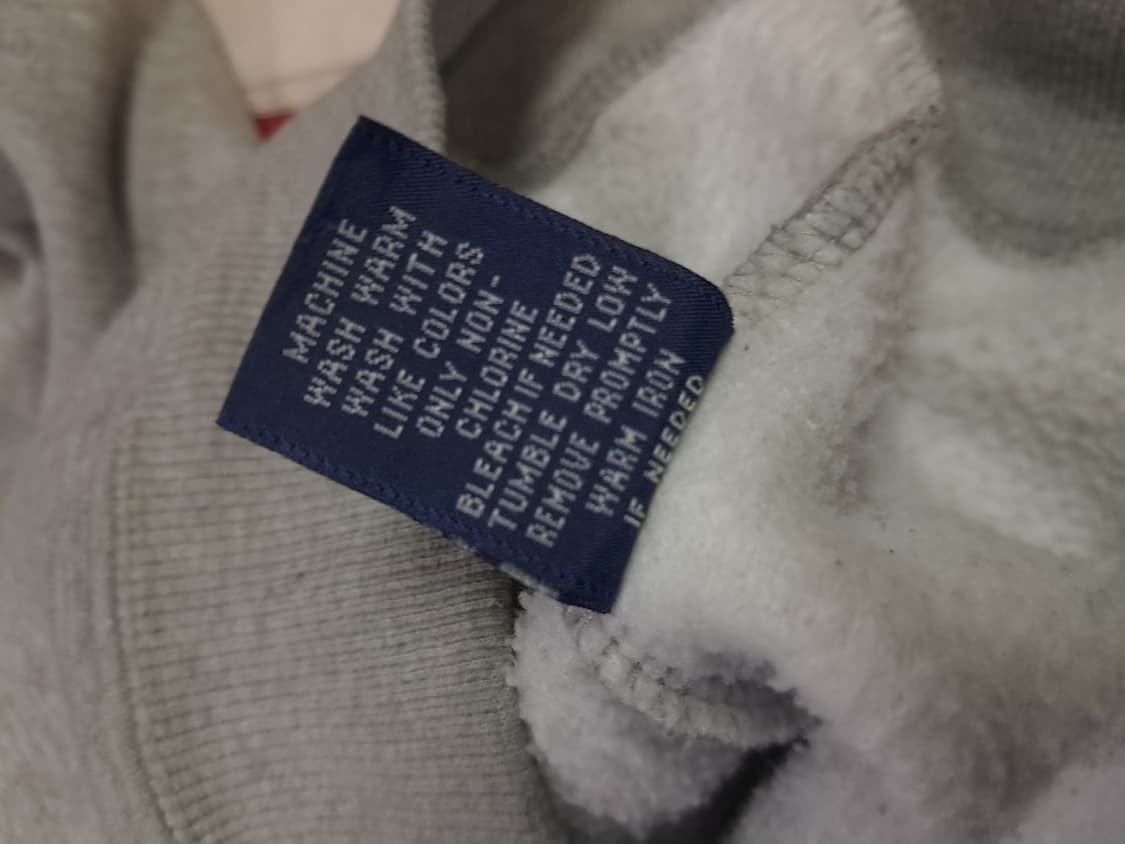 MACHINE
WASH WARM
WASH WITH
LIKE COLORS
ONLY NON-
CHLORINE
BLEACH IF NEEDED
TUMBLE DRY LOW
REMOVE PROMPTLY
WARM IRON
IF NEEDED